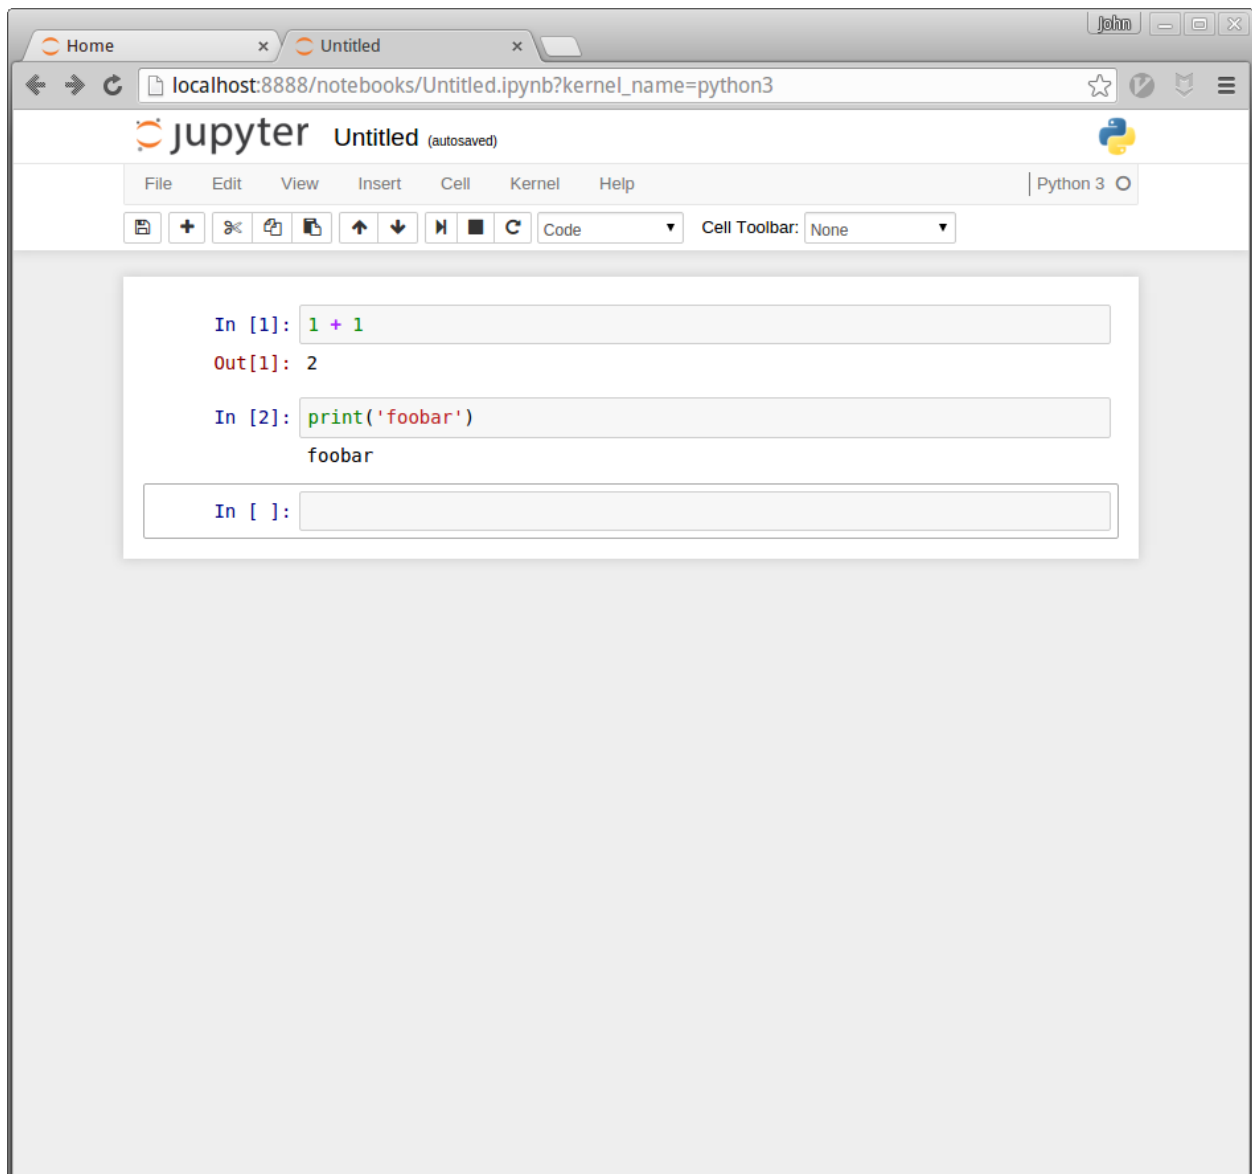 John
Home × Untitled ×
localhost:8888/notebooks/Untitled.ipynb?kernel_name=python3
jupyter Untitled (autosaved)
File Edit View Insert Cell Kernel Help Python 3
Code Cell Toolbar: None
In [1]: 1 + 1
Out[1]: 2
In [2]: print('foobar')
foobar
In [ ]: